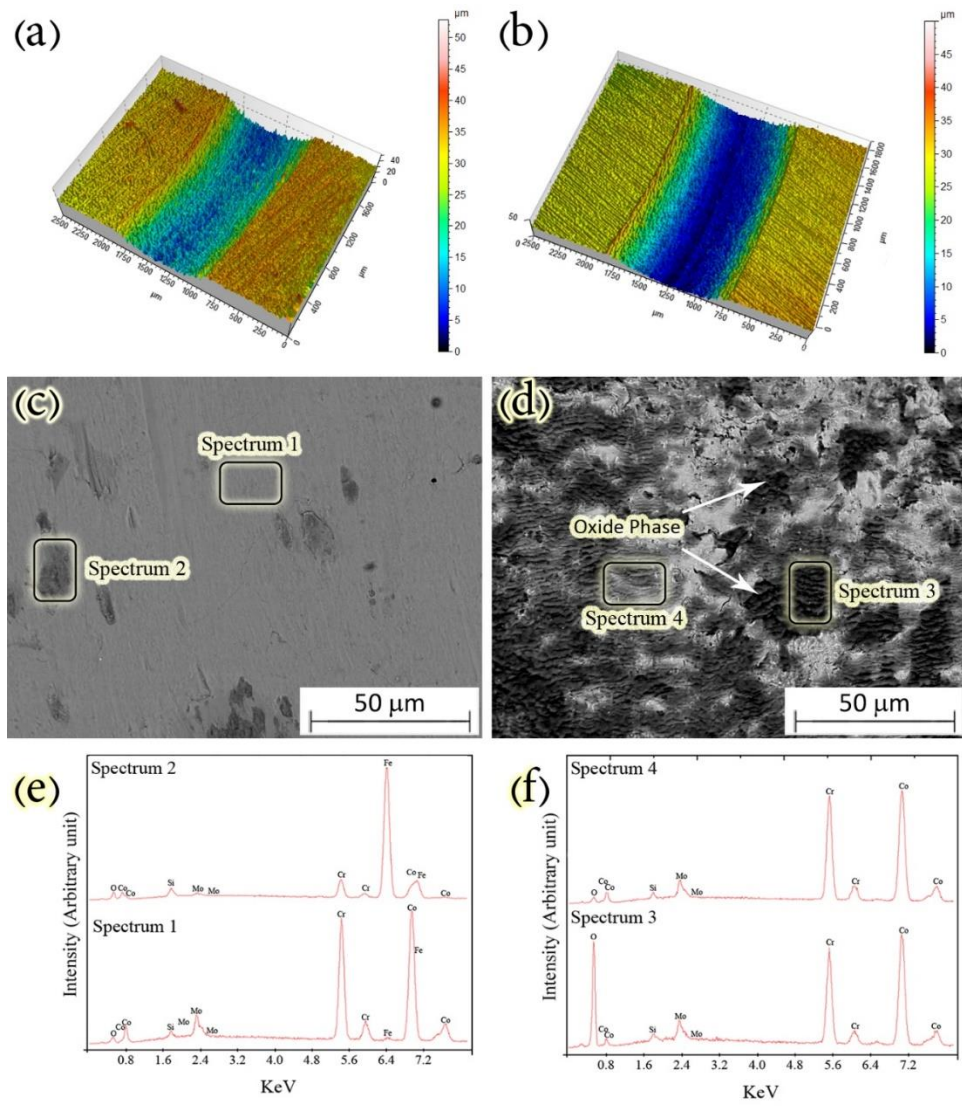 (a)
µm
50
45
40
35
30
25
20
15
10
5
0
40
20
0
2500
2250
2000
1750
1500
1250
1000
750
500
250
0
µm
0
400
800
1200
1600
µm
(b)
µm
45
40
35
30
25
20
15
10
5
0
50
0
2500
2250
2000
1750
1500
1250
1000
750
500
250
0
µm
0
200
400
600
800
1000
1200
1400
1600
1800
µm
(c)
Spectrum 1
Spectrum 2
50 µm
(d)
Oxide Phase
Spectrum 3
Spectrum 4
50 µm
(e)
Intensity (Arbitrary unit)
Spectrum 2
O Co Co Si Mo Mo Cr Cr Fe Co Fe Co
Spectrum 1
O Co Co Si Mo Mo Mo Cr Cr Fe Co Fe Co
0.8 1.6 2.4 3.2 4.0 4.8 5.6 6.4 7.2
KeV
(f)
Intensity (Arbitrary unit)
Spectrum 4
O Co Co Si Mo Mo Cr Cr Co Co
Spectrum 3
O Co Co Si Mo Mo Cr Cr Co Co
0.8 1.6 2.4 3.2 4.0 4.8 5.6 6.4 7.2
KeV